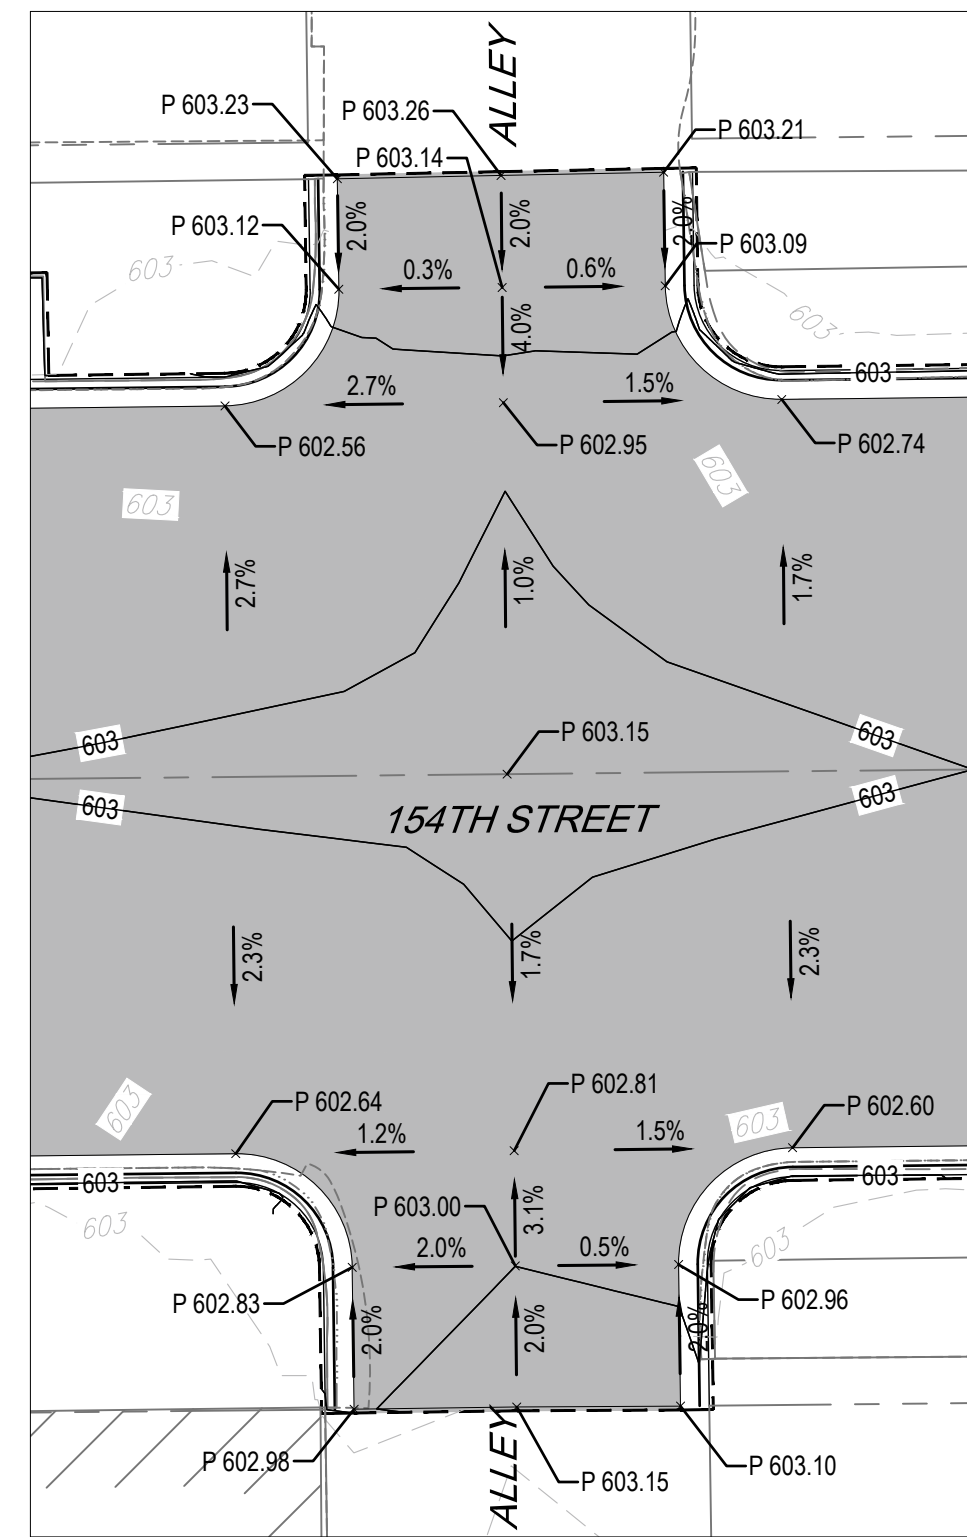 ALLEY
P 603.23
P 603.26
P 603.21
P 603.14
P 603.12
2.0%
2.0%
2.0%
P 603.09
603
0.3%
0.6%
603
4.0%
603
2.7%
1.5%
P 602.56
P 602.95
P 602.74
603
603
2.7%
1.0%
1.7%
603
P 603.15
603
603
154TH STREET
603
2.3%
1.7%
2.3%
603
P 602.64
P 602.81
P 602.60
603
1.2%
1.5%
603
603
603
P 603.00
3.1%
603
2.0%
0.5%
P 602.83
P 602.96
2.0%
2.0%
2.0%
P 602.98
ALLEY
P 603.15
P 603.10